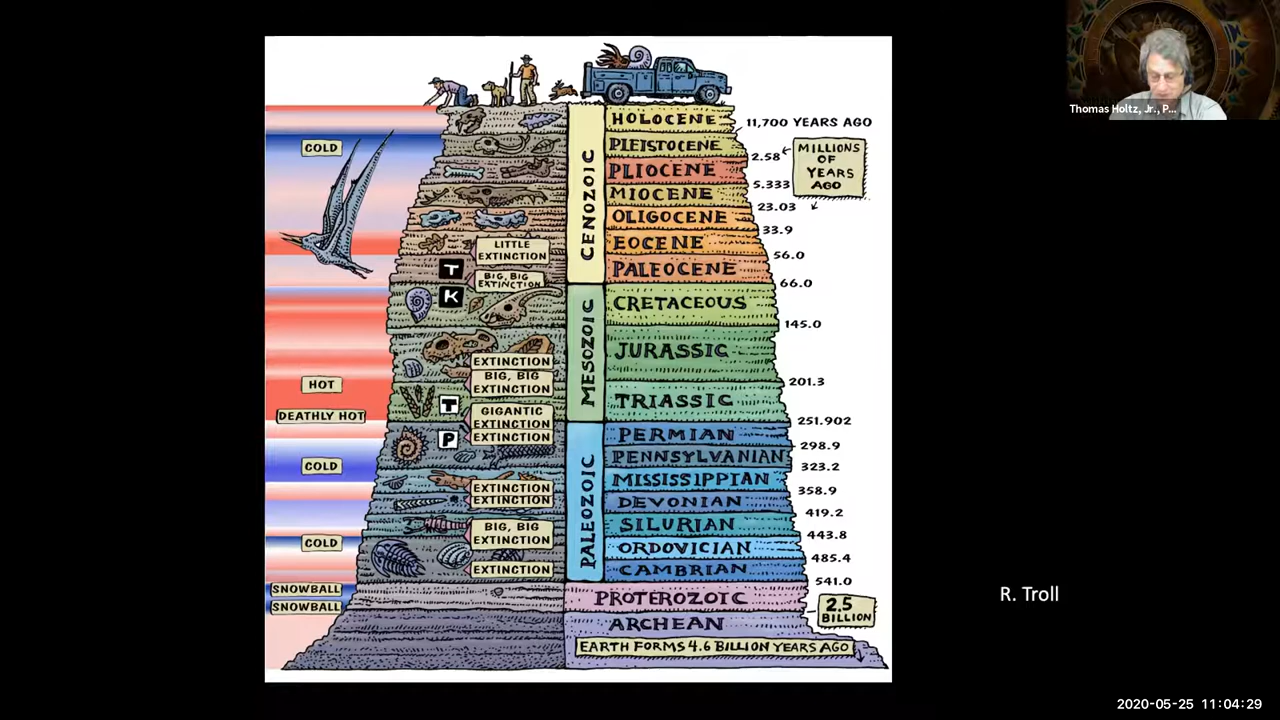 Thomas Holtz, Jr., P...
COLD
HOT
DEATHLY HOT
COLD
COLD
SNOWBALL
SNOWBALL
LITTLE
EXTINCTION
T
BIG, BIG
EXTINCTION
K
EXTINCTION
BIG, BIG
EXTINCTION
T
GIGANTIC
EXTINCTION
EXTINCTION
P
EXTINCTION
EXTINCTION
BIG, BIG
EXTINCTION
EXTINCTION
CENOZOIC
MESOZOIC
PALEOZOIC
HOLOCENE
PLEISTOCENE
PLIOCENE
MIOCENE
OLIGOCENE
EOCENE
PALEOCENE
CRETACEOUS
JURASSIC
TRIASSIC
PERMIAN
PENNSYLVANIAN
MISSISSIPPIAN
DEVONIAN
SILURIAN
ORDOVICIAN
CAMBRIAN
PROTEROZOIC
ARCHEAN
EARTH FORMS 4.6 BILLION YEARS AGO
11,700 YEARS AGO
MILLIONS
OF
YEARS
AGO
2.58
5.333
23.03
33.9
56.0
66.0
145.0
201.3
251.902
298.9
323.2
358.9
419.2
443.8
485.4
541.0
2.5
BILLION
R. Troll
2020-05-25 11:04:29